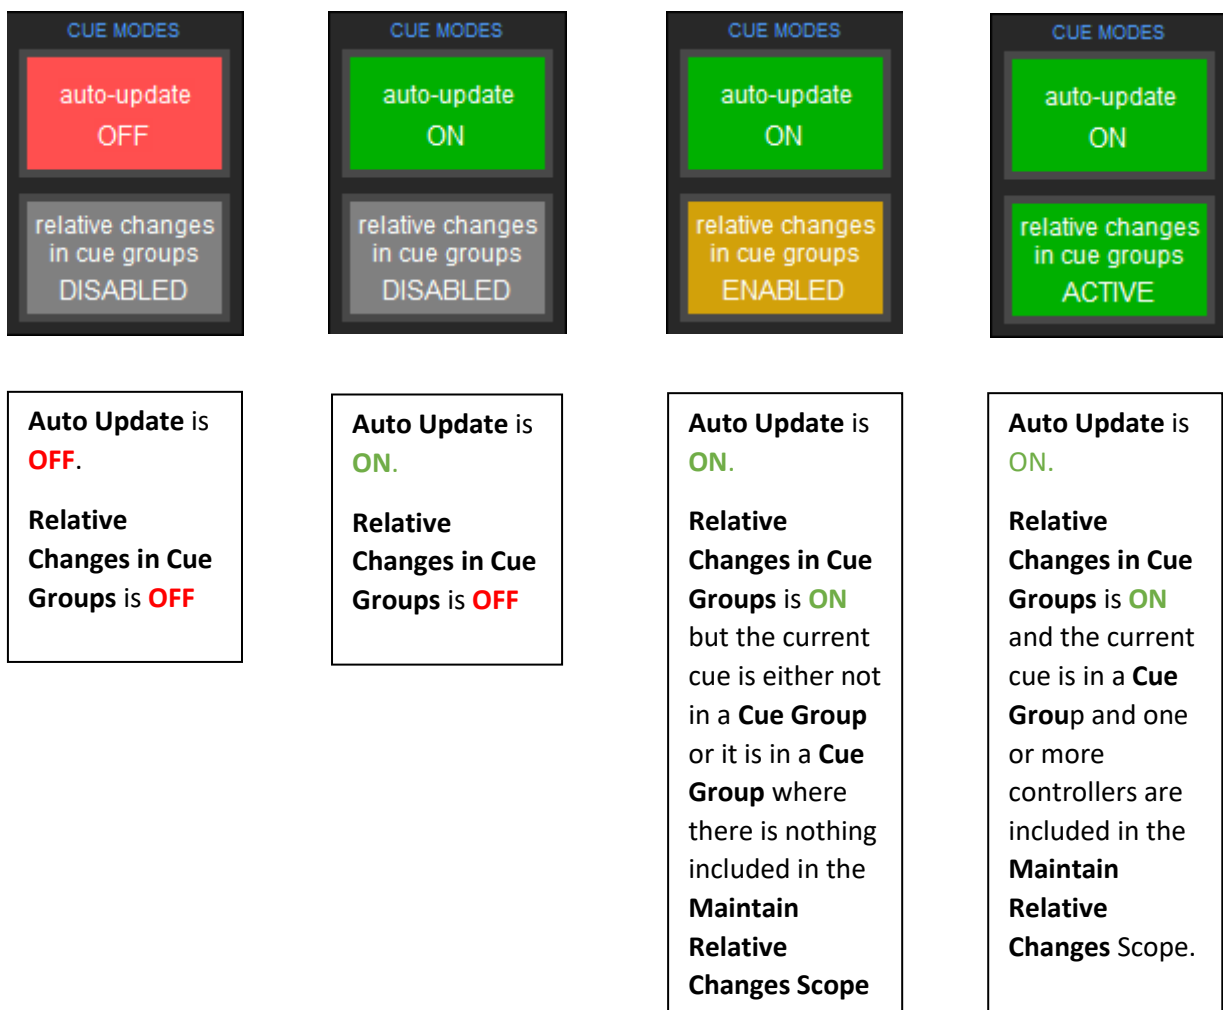 CUE MODES
auto-update
OFF
relative changes
in cue groups
DISABLED
CUE MODES
auto-update
ON
relative changes
in cue groups
DISABLED
CUE MODES
auto-update
ON
relative changes
in cue groups
ENABLED
CUE MODES
auto-update
ON
relative changes
in cue groups
ACTIVE
Auto Update is
OFF.
Relative
Changes in Cue
Groups is OFF
Auto Update is
ON.
Relative
Changes in Cue
Groups is OFF
Auto Update is
ON.
Relative
Changes in Cue
Groups is ON
but the current
cue is either not
in a Cue Group
or it is in a Cue
Group where
there is nothing
included in the
Maintain
Relative
Changes Scope
Auto Update is
ON.
Relative
Changes in Cue
Groups is ON
and the current
cue is in a Cue
Group and one
or more
controllers are
included in the
Maintain
Relative
Changes Scope.